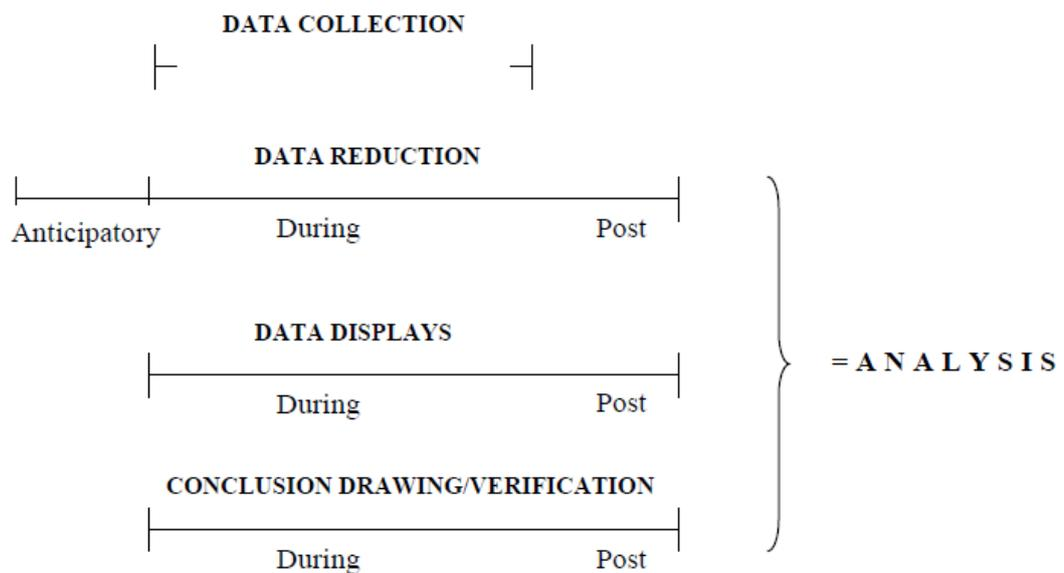 DATA COLLECTION
DATA REDUCTION
Anticipatory During Post
DATA DISPLAYS
= A N A L Y S I S
During Post
CONCLUSION DRAWING/VERIFICATION
During Post